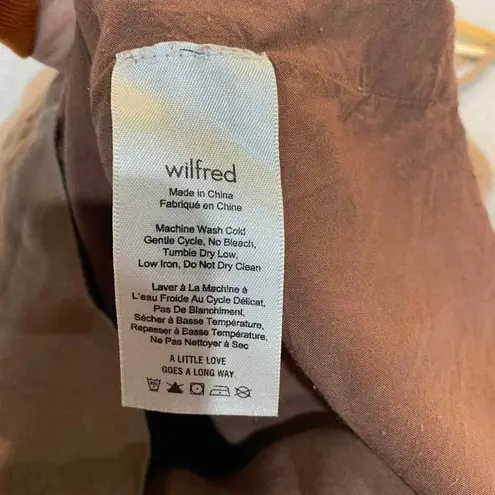 wilfred
Made in China
Fabriqué en Chine
Machine Wash Cold
Gentle Cycle, No Bleach,
Tumble Dry Low,
Low Iron, Do Not Dry Clean
Laver à La Machine à
L'eau Froide Au Cycle Délicat,
Pas De Blanchiment,
Sécher à Basse Température,
Repasser à Basse Température,
Ne Pas Nettoyer à Sec
A LITTLE LOVE
GOES A LONG WAY.